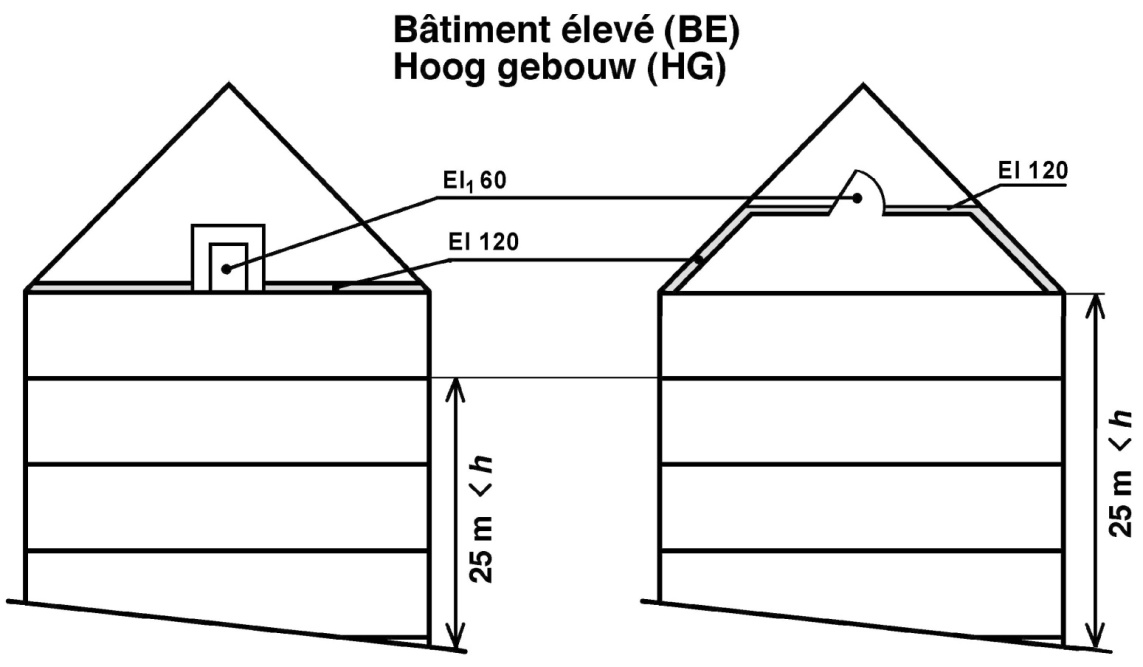 Bâtiment élevé (BE)
Hoog gebouw (HG)
EI₁ 60
EI 120
EI 120
25 m < h
25 m < h